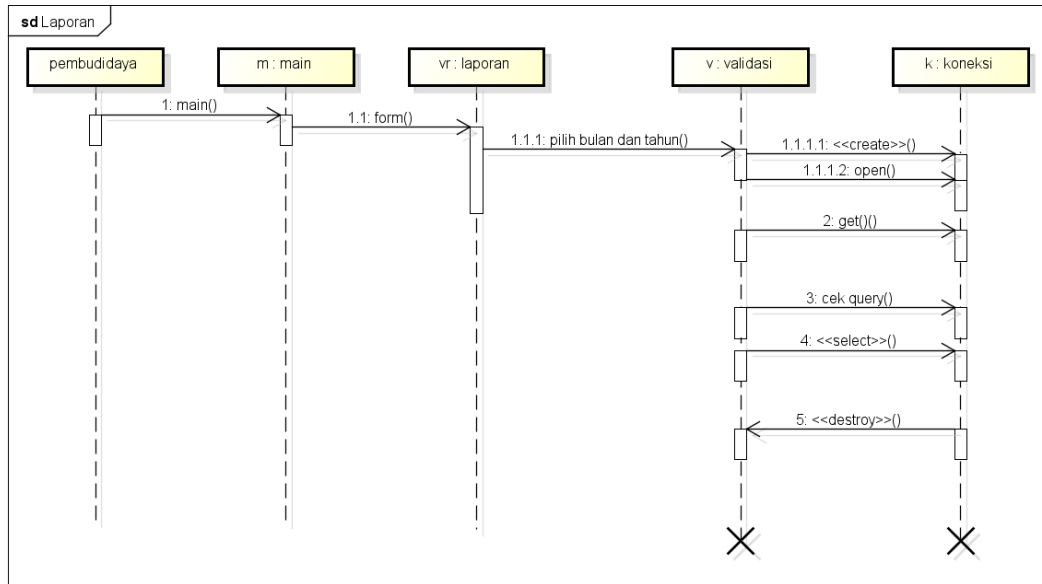 sd Laporan
pembudidaya
m : main
vr : laporan
v : validasi
k : koneksi
1: main()
1.1: form()
1.1.1: pilih bulan dan tahun()
1.1.1.1: <<create>>()
1.1.1.2: open()
2: get()()
3: cek query()
4: <<select>>()
5: <<destroy>>()